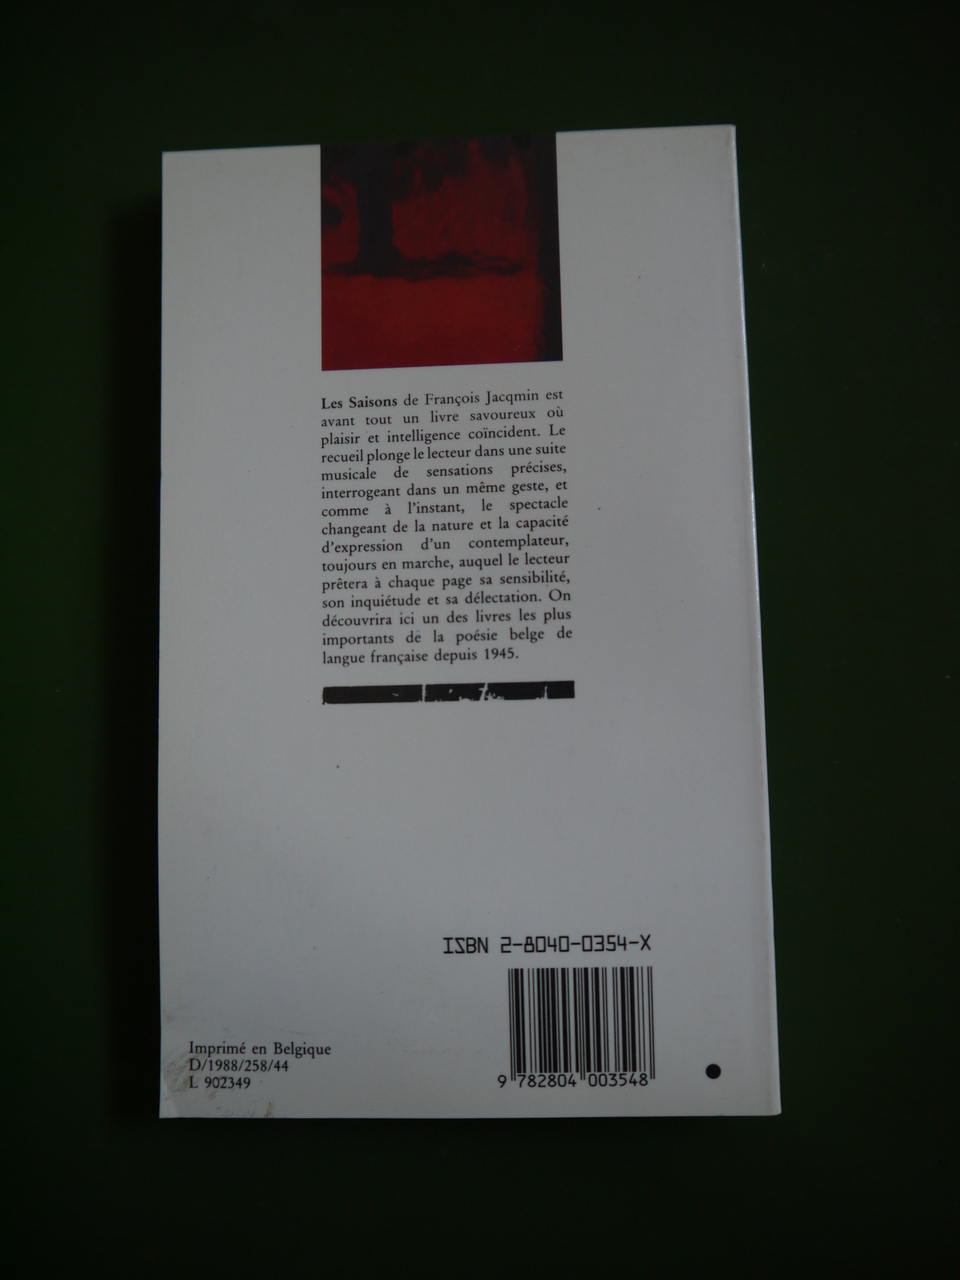 Les Saisons de François Jacqmin est
avant tout un livre savoureux où
plaisir et intelligence coïncident. Le
recueil plonge le lecteur dans une suite
musicale de sensations précises,
interrogeant dans un même geste, et
comme à l'instant, le spectacle
changeant de la nature et la capacité
d'expression d'un contemplateur,
toujours en marche, auquel le lecteur
prêtera à chaque page sa sensibilité,
son inquiétude et sa délectation. On
découvrira ici un des livres les plus
importants de la poésie belge de
langue française depuis 1945.
ISBN 2-8040-0354-X
9 782804 003548
Imprimé en Belgique
D/1988/258/44
L 902349